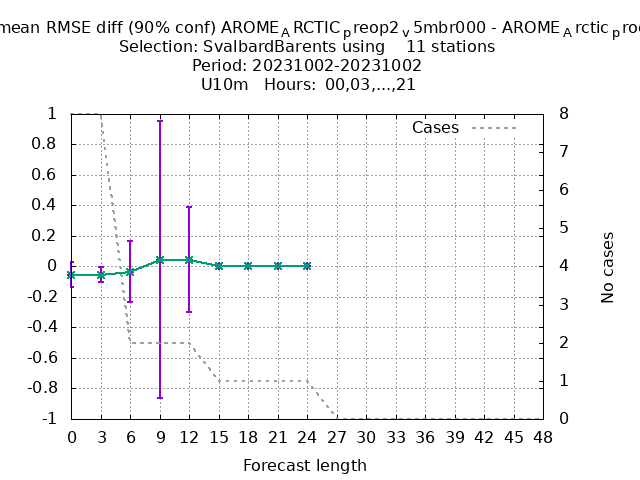 mean RMSE diff (90% conf) AROME_ARCTIC_preop2_v5mbr000 - AROME_Arctic_pro
Selection: SvalbardBarents using 11 stations
Period: 20231002-20231002
U10m Hours: 00,03,...,21
Cases
1
0.8
0.6
0.4
0.2
0
-0.2
-0.4
-0.6
-0.8
-1
8
7
6
5
4
3
2
1
0
No cases
0 3 6 9 12 15 18 21 24 27 30 33 36 39 42 45 48
Forecast length